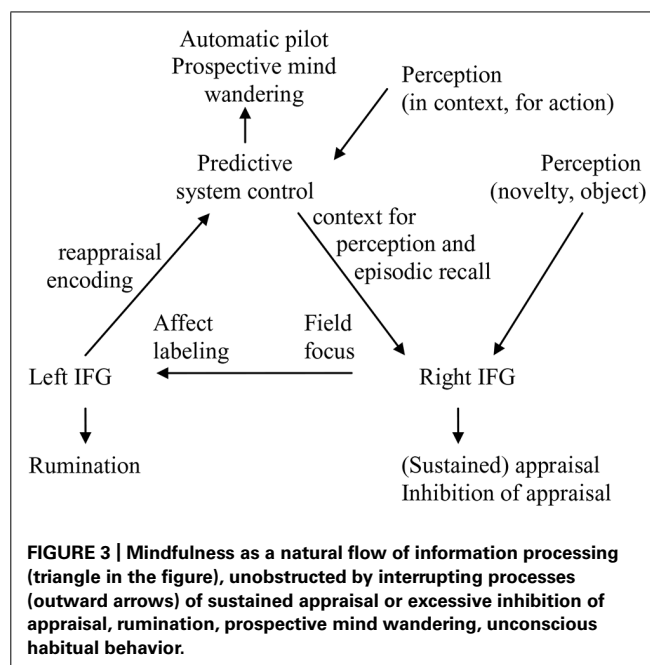 Automatic pilot
Prospective mind
wandering
Perception
(in context, for action)
Predictive
system control
Perception
(novelty, object)
context for
perception and
episodic recall
reappraisal
encoding
Affect
labeling
Field
focus
Left IFG
Right IFG
Rumination
(Sustained) appraisal
Inhibition of appraisal
FIGURE 3 | Mindfulness as a natural flow of information processing
(triangle in the figure), unobstructed by interrupting processes
(outward arrows) of sustained appraisal or excessive inhibition of
appraisal, rumination, prospective mind wandering, unconscious
habitual behavior.